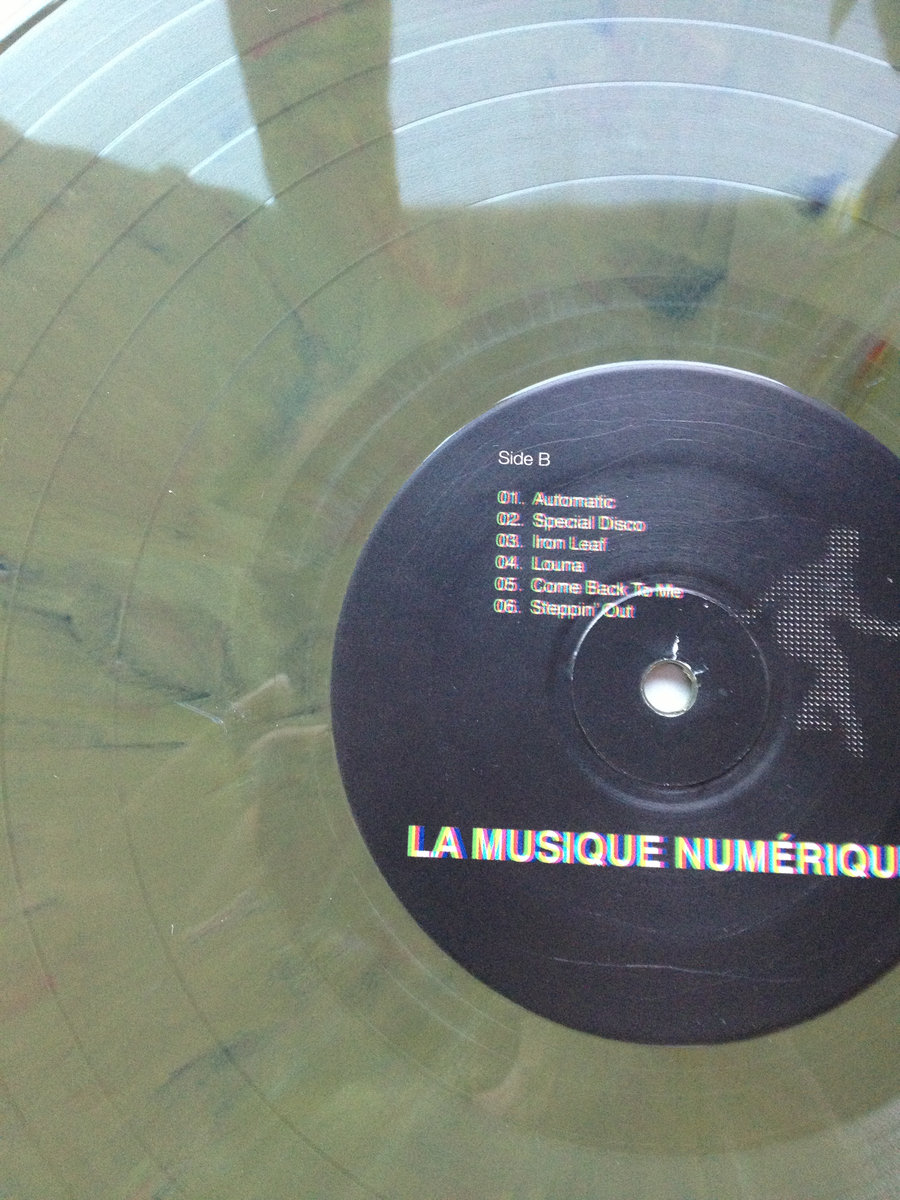 Side B
01. Automatic
02. Special Disco
03. Iron Leaf
04. Louna
05. Come Back To Me
06. Steppin' Out
LA MUSIQUE NUMÉRIQU